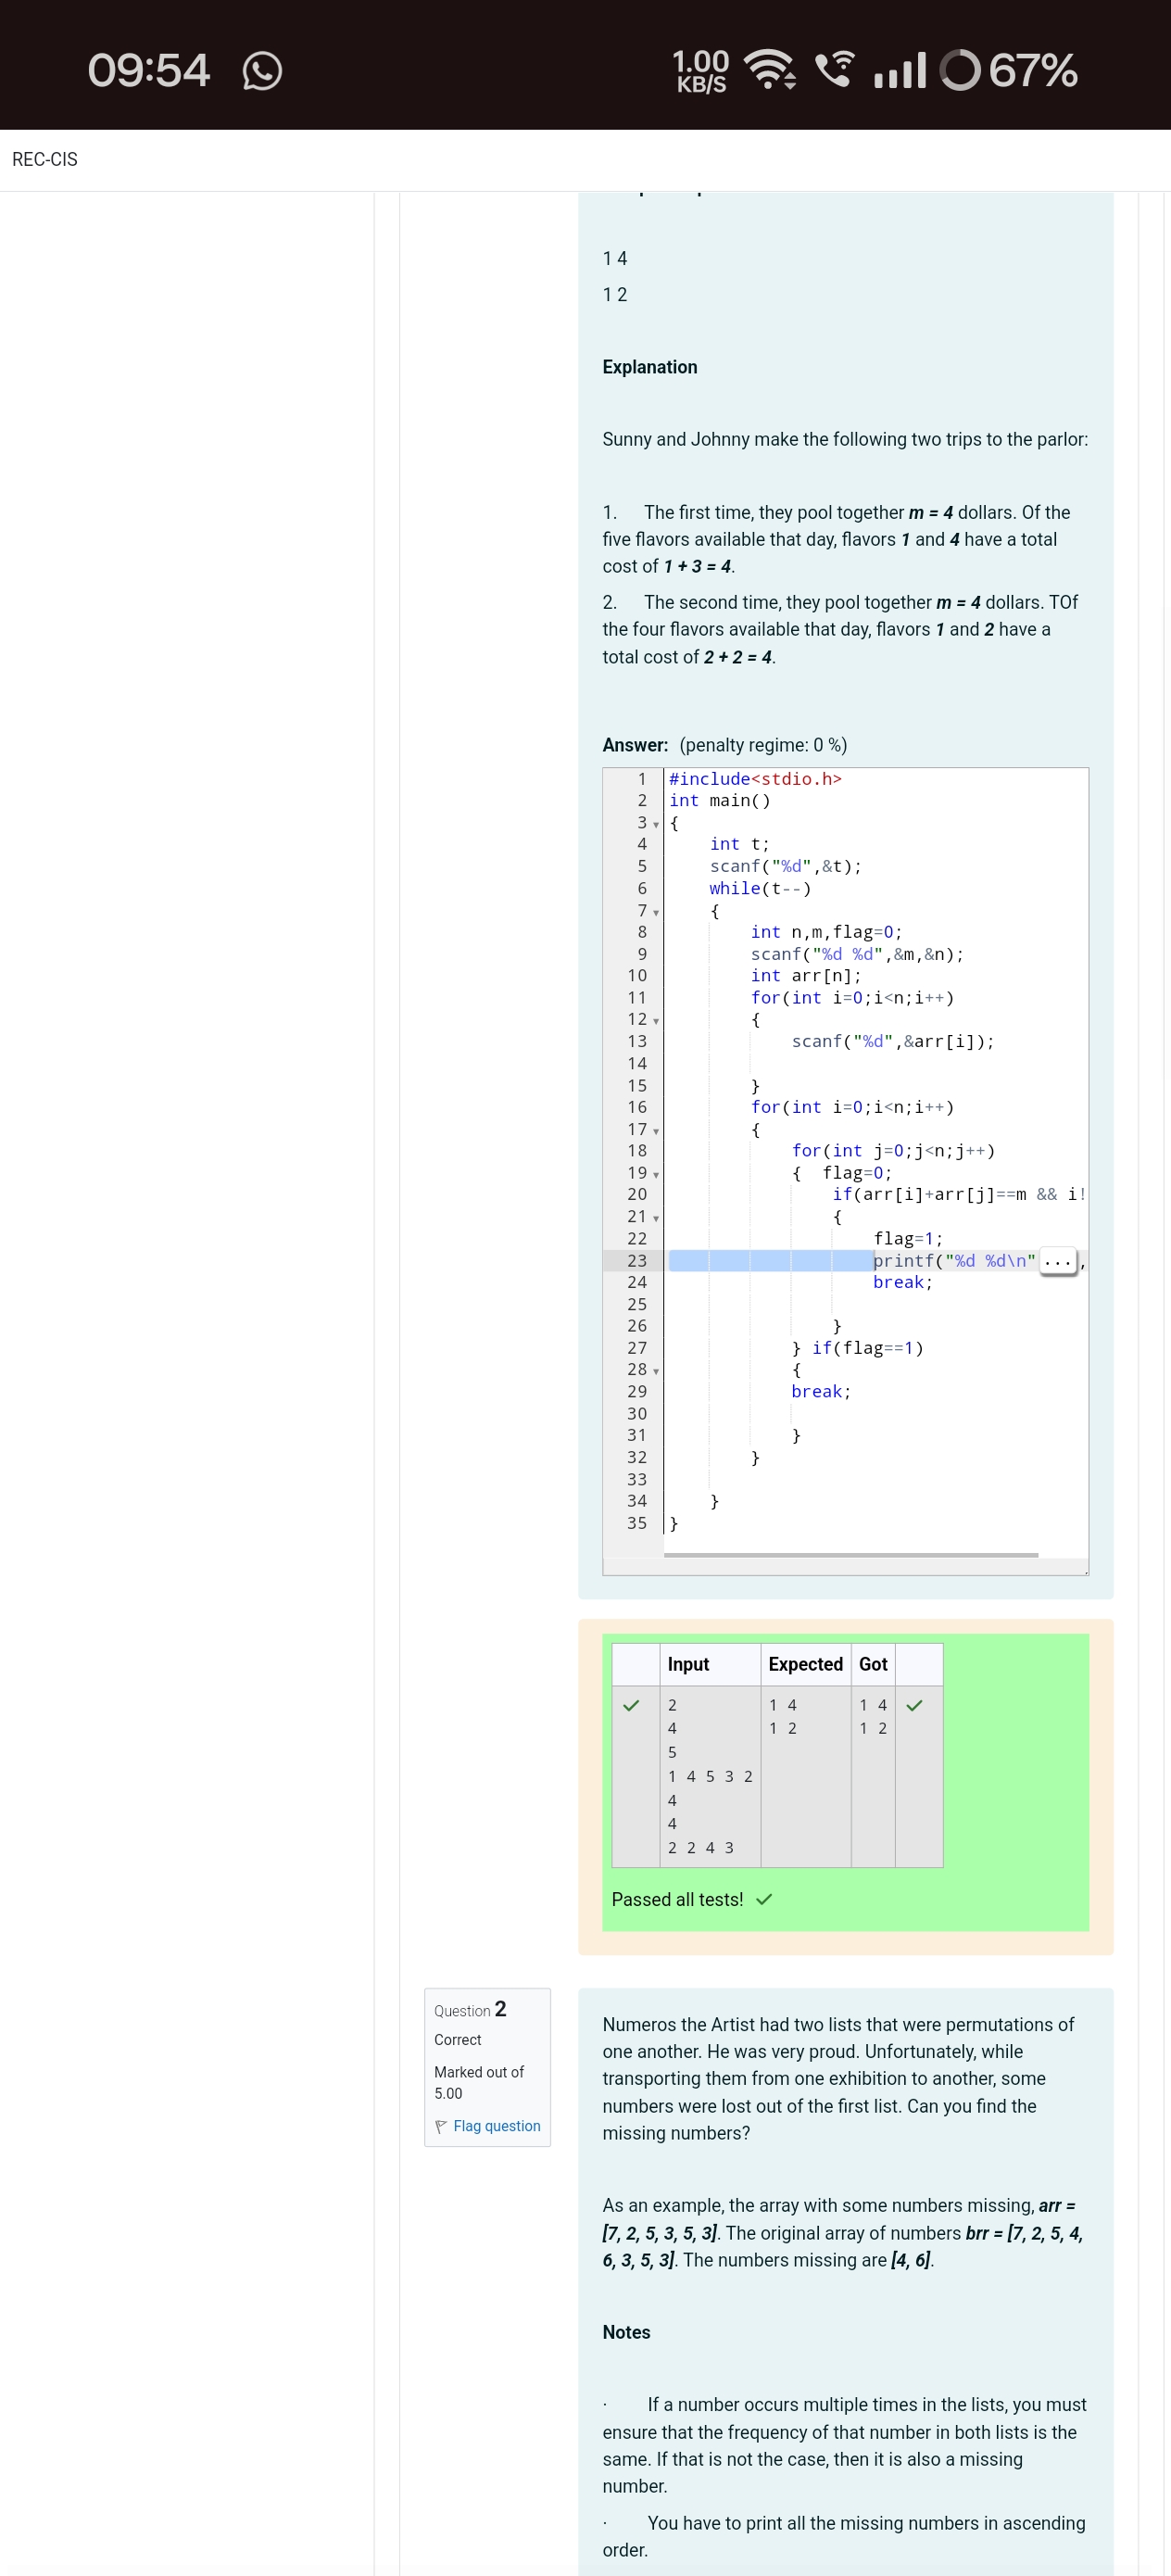 09:54
1.00
KB/S
67%
REC-CIS
1 4
1 2
Explanation
Sunny and Johnny make the following two trips to the parlor:
1. The first time, they pool together m = 4 dollars. Of the
five flavors available that day, flavors 1 and 4 have a total
cost of 1 + 3 = 4.
2. The second time, they pool together m = 4 dollars. TOf
the four flavors available that day, flavors 1 and 2 have a
total cost of 2 + 2 = 4.
Answer: (penalty regime: 0 %)
1 #include<stdio.h>
2 int main()
3 {
4 int t;
5 scanf("%d",&t);
6 while(t--)
7 {
8 int n,m,flag=0;
9 scanf("%d %d",&m,&n);
10 int arr[n];
11 for(int i=0;i<n;i++)
12 {
13 scanf("%d",&arr[i]);
14
15 }
16 for(int i=0;i<n;i++)
17 {
18 for(int j=0;j<n;j++)
19 { flag=0;
20 if(arr[i]+arr[j]==m && i!
21 {
22 flag=1;
23 printf("%d %d\n"...,
24 break;
25
26 }
27 } if(flag==1)
28 {
29 break;
30
31 }
32 }
33
34 }
35 }
Input Expected Got
2 1 4 1 4
4 1 2 1 2
5
1 4 5 3 2
4
4
2 2 4 3
Passed all tests!
Question 2
Correct
Marked out of
5.00
Flag question
Numeros the Artist had two lists that were permutations of
one another. He was very proud. Unfortunately, while
transporting them from one exhibition to another, some
numbers were lost out of the first list. Can you find the
missing numbers?
As an example, the array with some numbers missing, arr =
[7, 2, 5, 3, 5, 3]. The original array of numbers brr = [7, 2, 5, 4,
6, 3, 5, 3]. The numbers missing are [4, 6].
Notes
· If a number occurs multiple times in the lists, you must
ensure that the frequency of that number in both lists is the
same. If that is not the case, then it is also a missing
number.
· You have to print all the missing numbers in ascending
order.